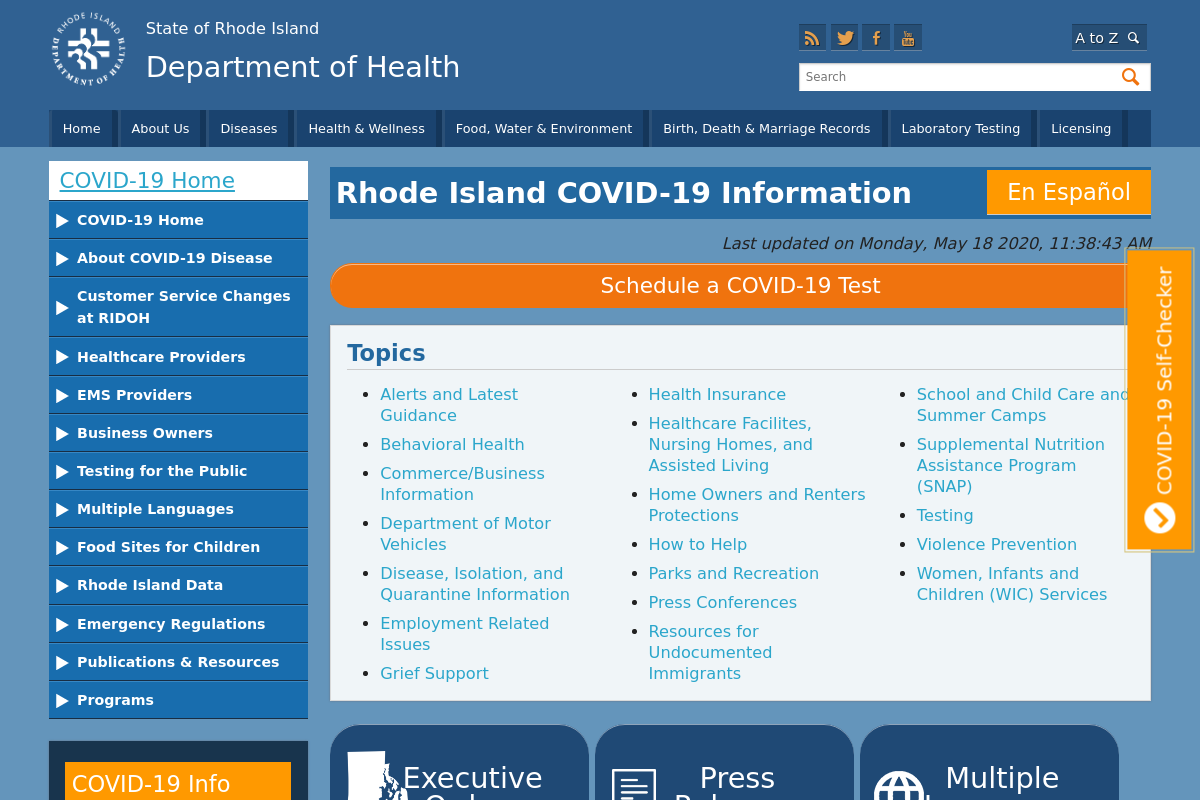 RHODE ISLAND
DEPARTMENT OF HEALTH
State of Rhode Island
Department of Health
You
Tube
A to Z
Search
Home
About Us
Diseases
Health & Wellness
Food, Water & Environment
Birth, Death & Marriage Records
Laboratory Testing
Licensing
COVID-19 Home
COVID-19 Home
About COVID-19 Disease
Customer Service Changes
at RIDOH
Healthcare Providers
EMS Providers
Business Owners
Testing for the Public
Multiple Languages
Food Sites for Children
Rhode Island Data
Emergency Regulations
Publications & Resources
Programs
COVID-19 Info
Rhode Island COVID-19 Information
En Español
Last updated on Monday, May 18 2020, 11:38:43 AM
Schedule a COVID-19 Test
Topics
Alerts and Latest
Guidance
Behavioral Health
Commerce/Business
Information
Department of Motor
Vehicles
Disease, Isolation, and
Quarantine Information
Employment Related
Issues
Grief Support
Health Insurance
Healthcare Facilites,
Nursing Homes, and
Assisted Living
Home Owners and Renters
Protections
How to Help
Parks and Recreation
Press Conferences
Resources for
Undocumented
Immigrants
School and Child Care and
Summer Camps
Supplemental Nutrition
Assistance Program
(SNAP)
Testing
Violence Prevention
Women, Infants and
Children (WIC) Services
COVID-19 Self-Checker
Executive
Press
Multiple